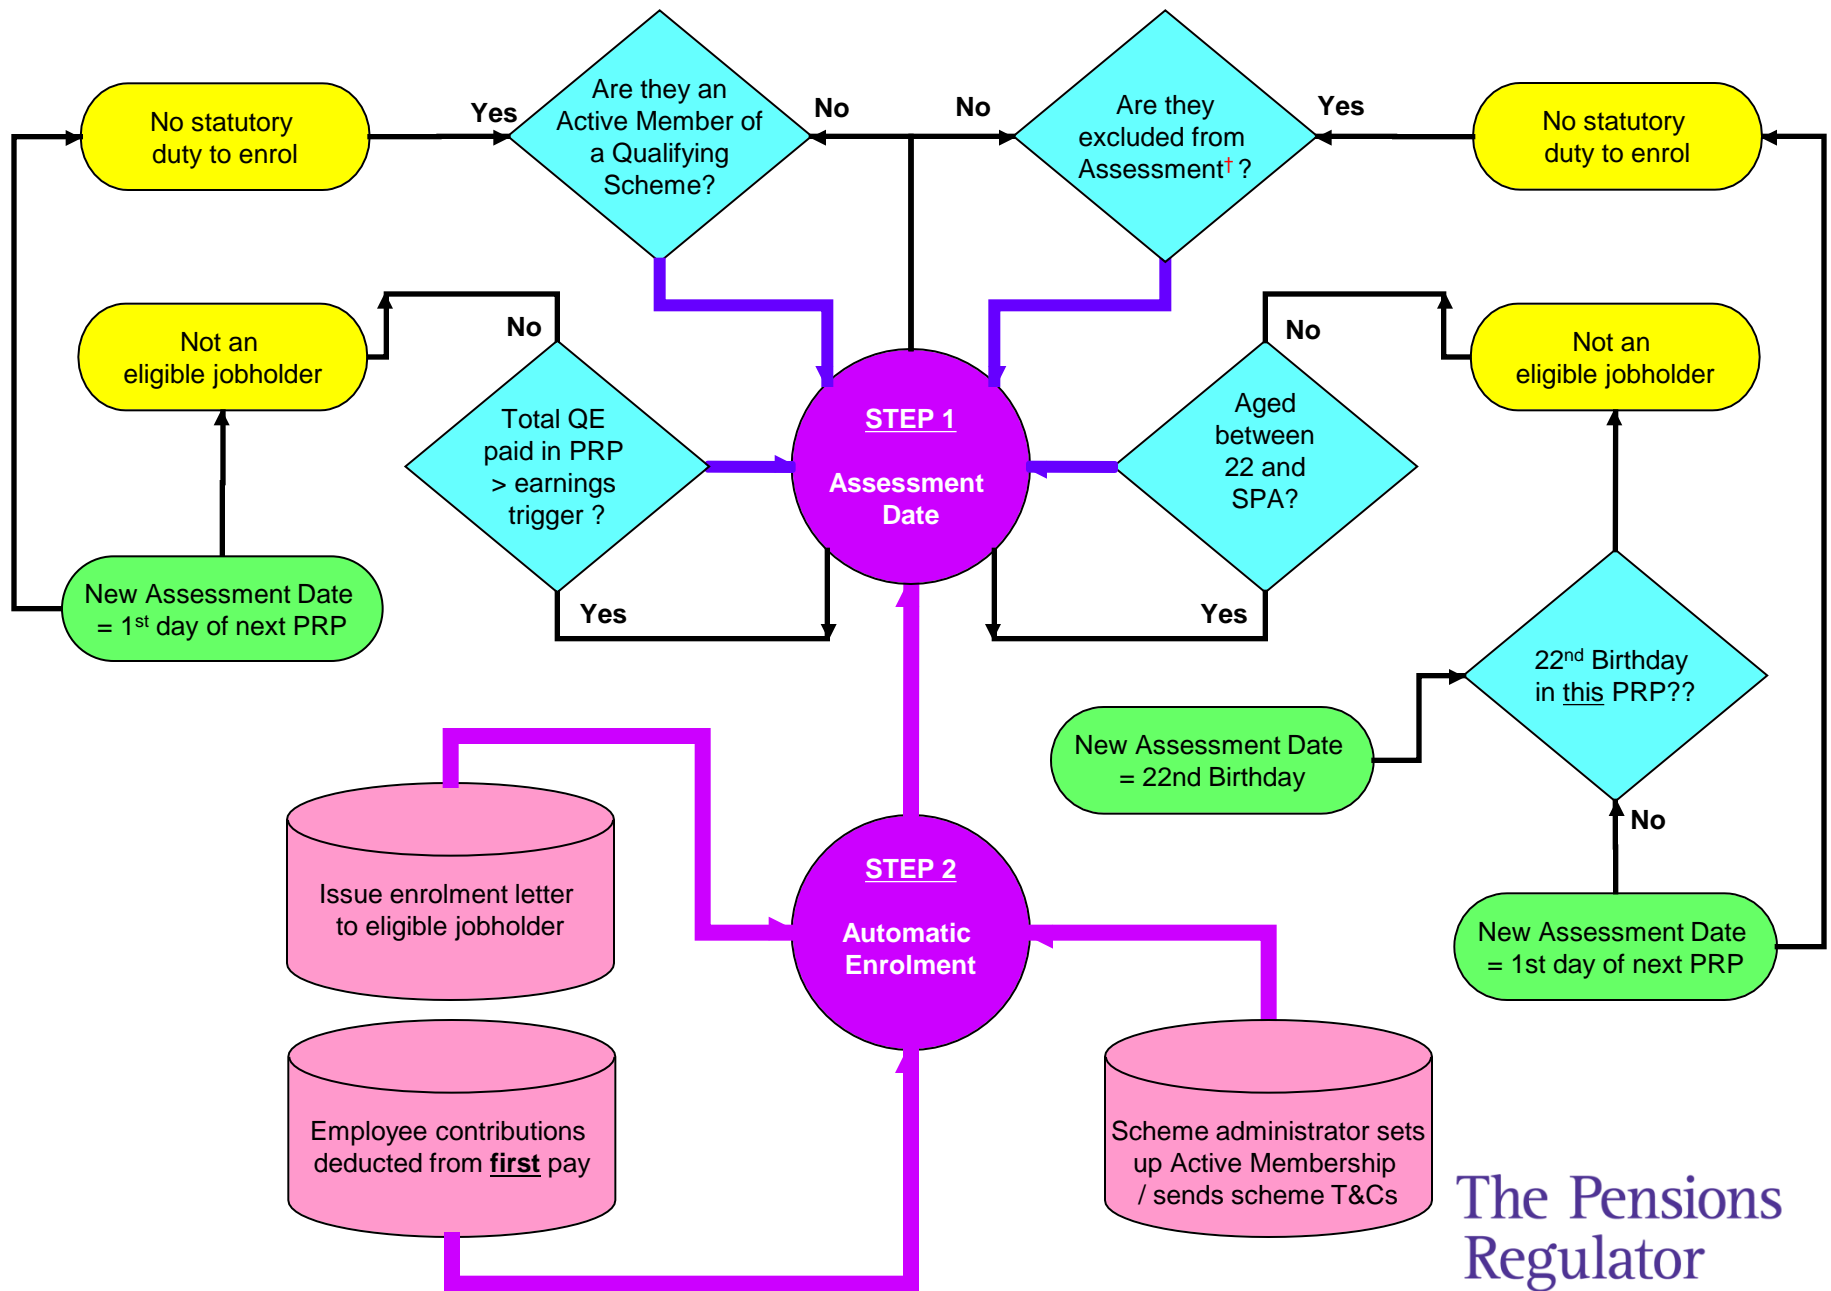 No statutory
duty to enrol
Yes
Are they an
Active Member of
a Qualifying
Scheme?
No
No
Are they
excluded from
Assessment† ?
Yes
No statutory
duty to enrol
Not an
eligible jobholder
No
Total QE
paid in PRP
> earnings
trigger ?
Yes
STEP 1
Assessment
Date
No
Aged
between
22 and
SPA?
Yes
Not an
eligible jobholder
New Assessment Date
= 1st day of next PRP
22nd Birthday
in this PRP??
New Assessment Date
= 22nd Birthday
No
New Assessment Date
= 1st day of next PRP
Issue enrolment letter
to eligible jobholder
STEP 2
Automatic
Enrolment
Employee contributions
deducted from first pay
Scheme administrator sets
up Active Membership
/ sends scheme T&Cs
The Pensions
Regulator